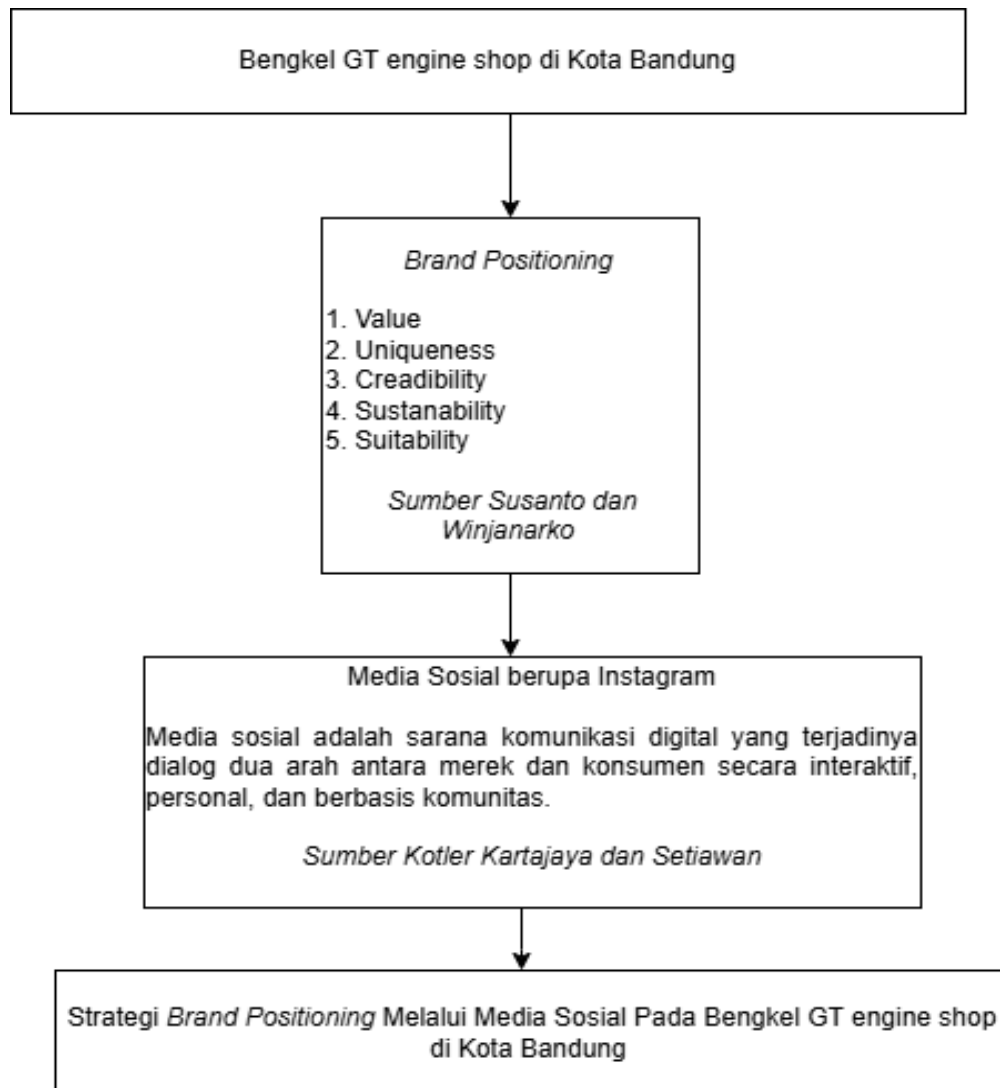 Bengkel GT engine shop di Kota Bandung
Brand Positioning
1. Value
2. Uniqueness
3. Creadibility
4. Sustanability
5. Suitability
Sumber Susanto dan
Winjanarko
Media Sosial berupa Instagram
Media sosial adalah sarana komunikasi digital yang terjadinya
dialog dua arah antara merek dan konsumen secara interaktif,
personal, dan berbasis komunitas.
Sumber Kotler Kartajaya dan Setiawan
Strategi Brand Positioning Melalui Media Sosial Pada Bengkel GT engine shop
di Kota Bandung